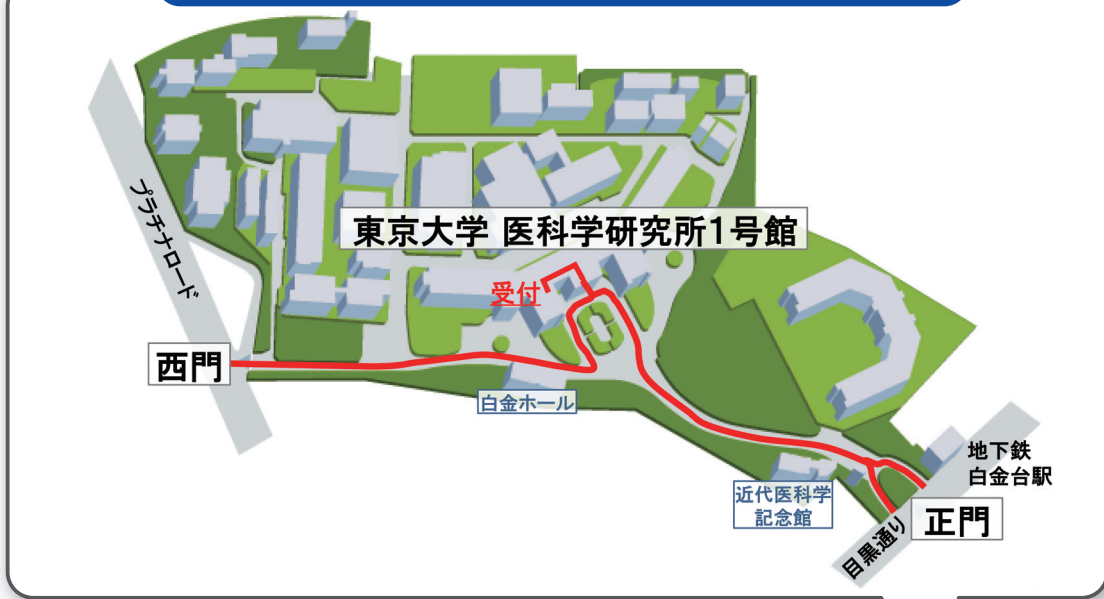 プラチナロード
東京大学 医科学研究所1号館
受付
西門
白金ホール
地下鉄
白金台駅
近代医科学
記念館
正門
目黒通り